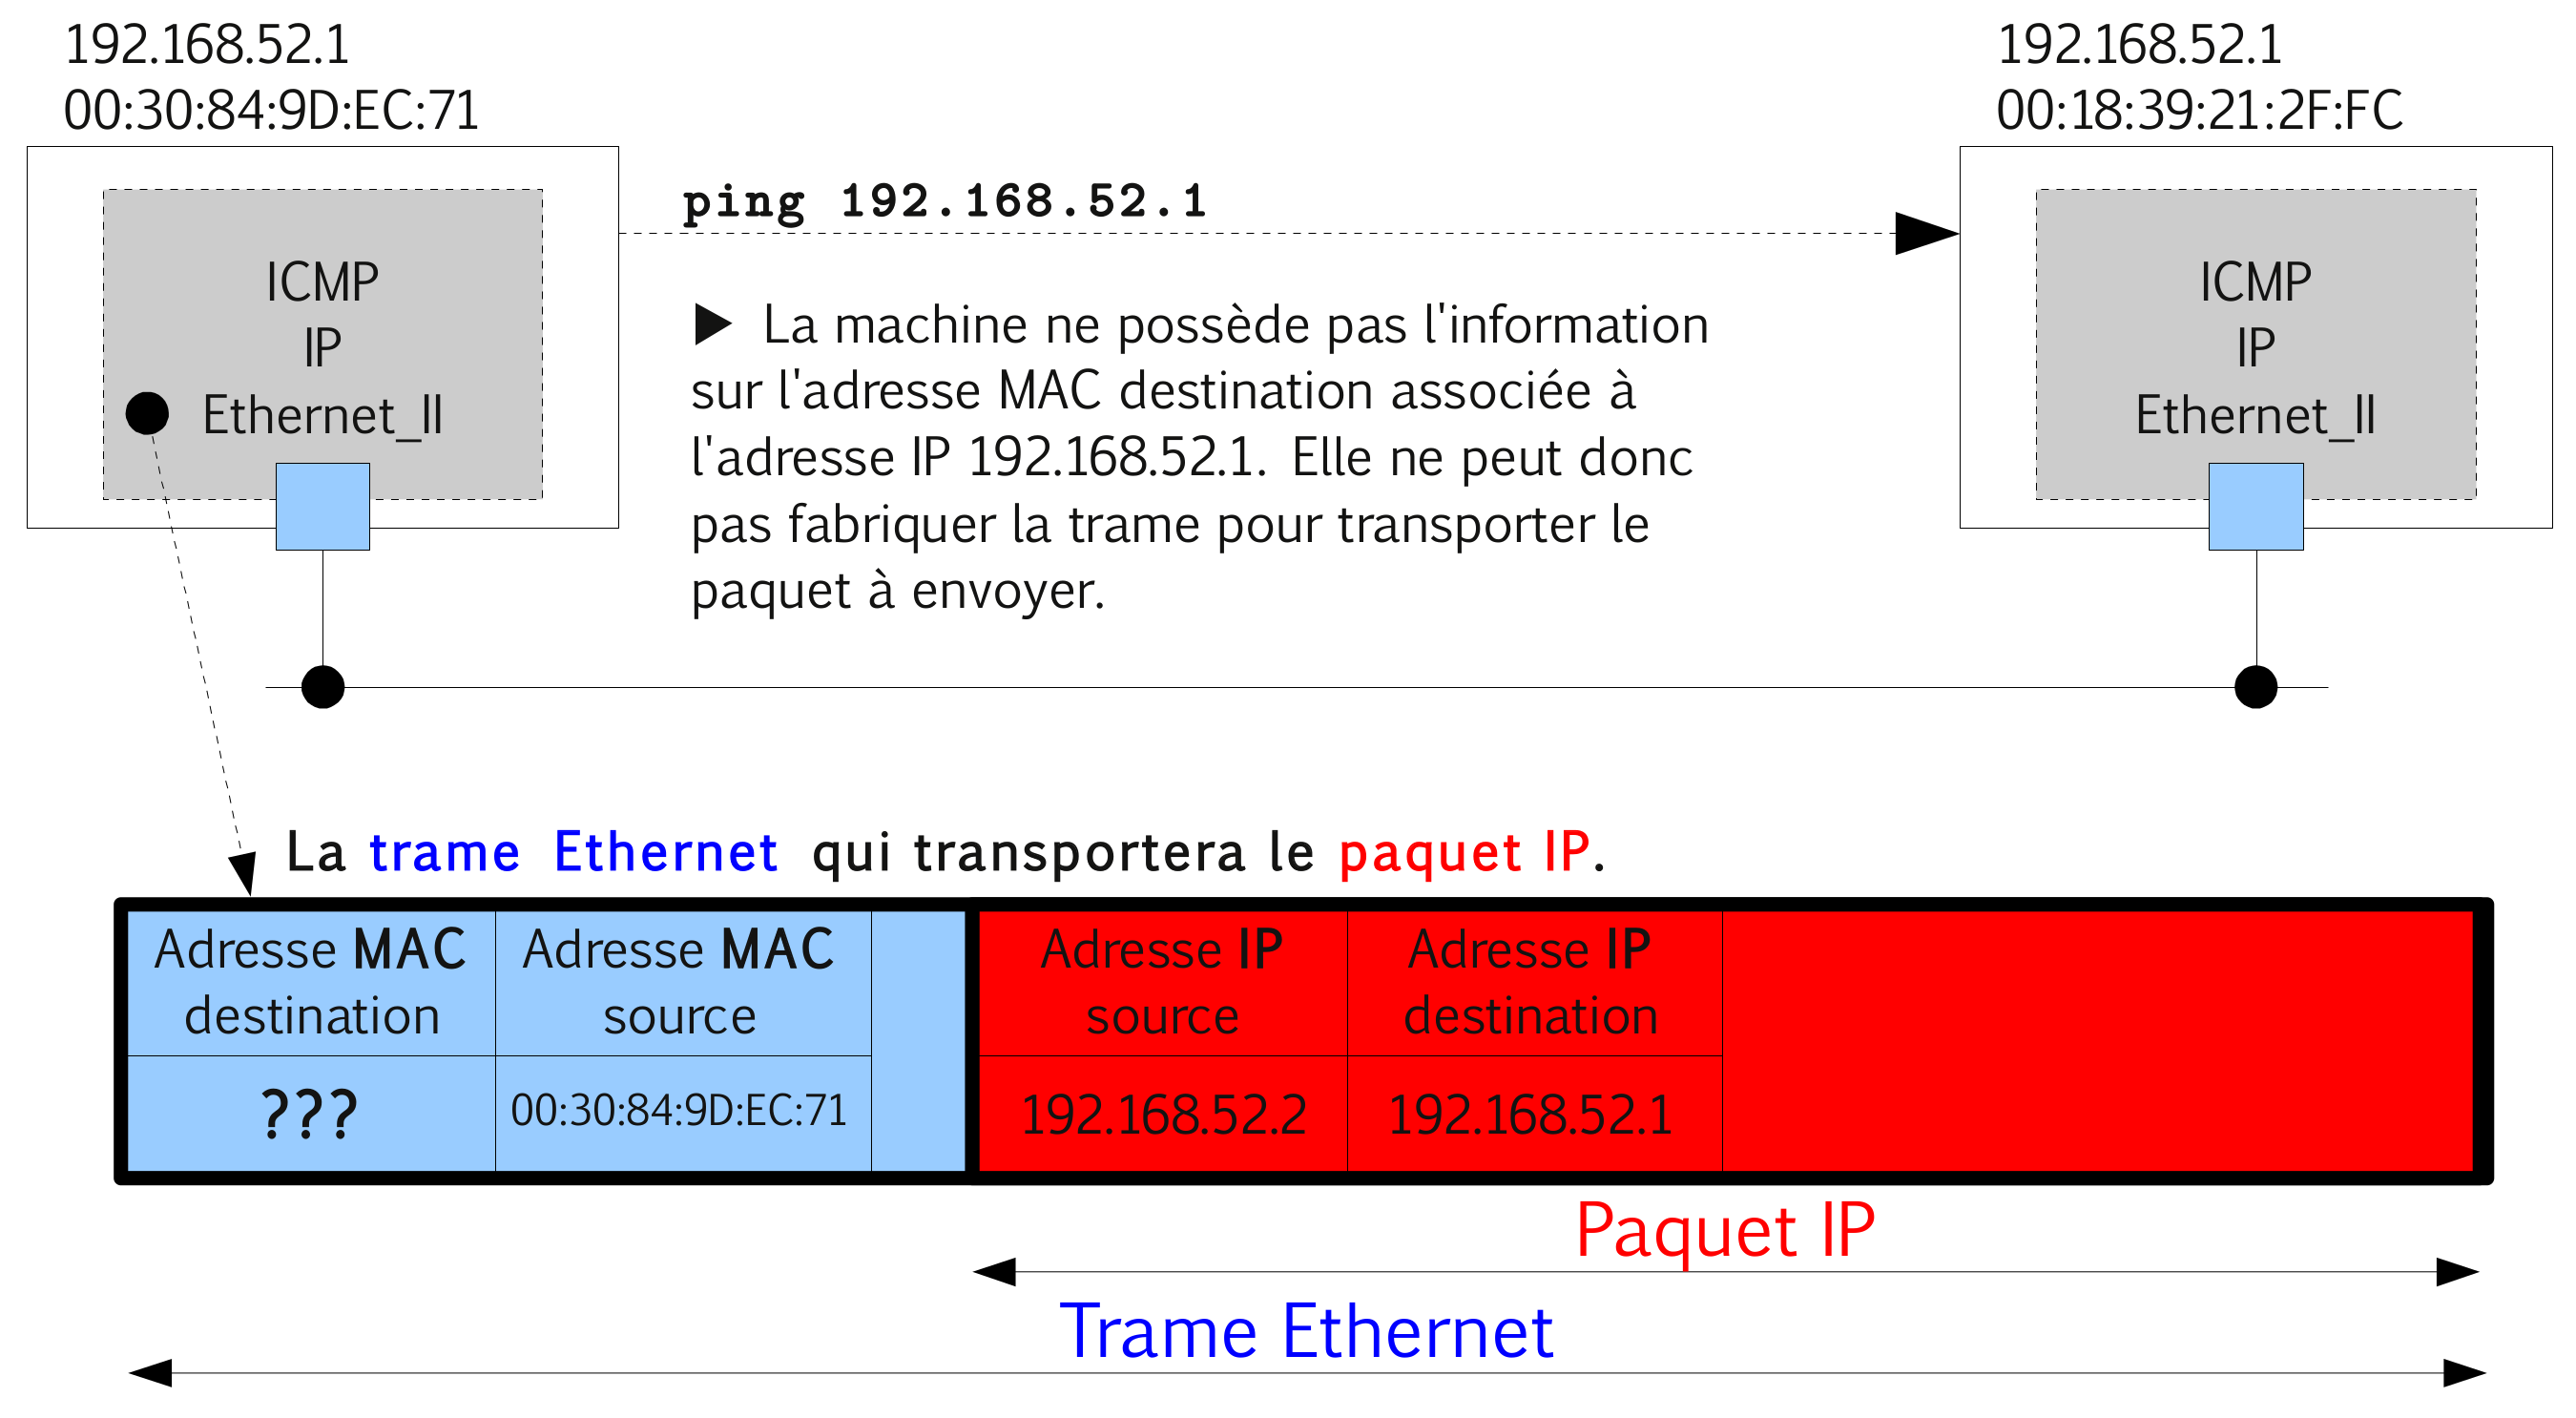 192.168.52.1
00:30:84:9D:EC:71
192.168.52.1
00:18:39:21:2F:FC
ICMP
IP
Ethernet_II
ping 192.168.52.1
▶ La machine ne possède pas l'information
sur l'adresse MAC destination associée à
l'adresse IP 192.168.52.1. Elle ne peut donc
pas fabriquer la trame pour transporter le
paquet à envoyer.
ICMP
IP
Ethernet_II
La trame Ethernet qui transportera le paquet IP.
Adresse MAC
destination
Adresse MAC
source
Adresse IP
source
Adresse IP
destination
???
00:30:84:9D:EC:71
192.168.52.2
192.168.52.1
Paquet IP
Trame Ethernet